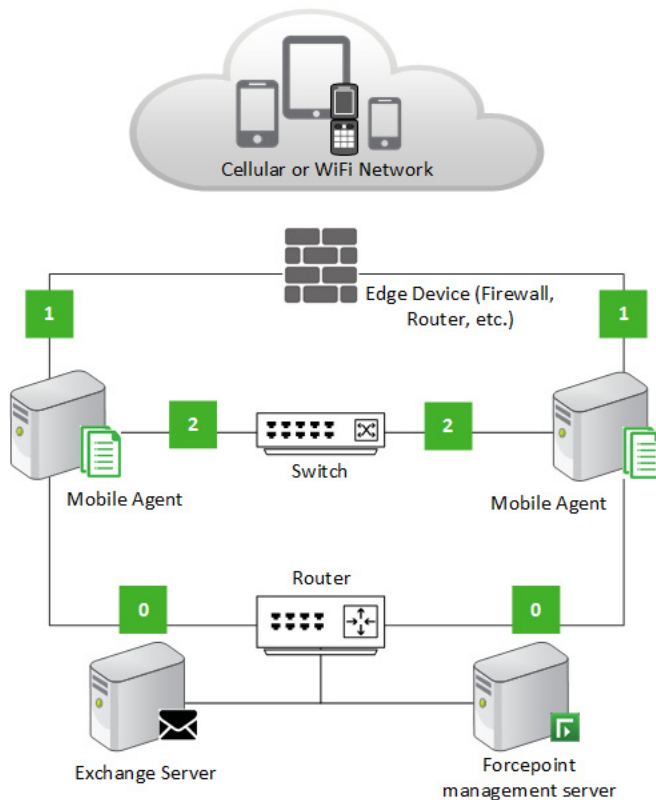 Cellular or WiFi Network
Edge Device (Firewall,
Router, etc.)
1
1
2
2
Switch
Mobile Agent
Mobile Agent
Router
0
0
Exchange Server
Forcepoint
management server